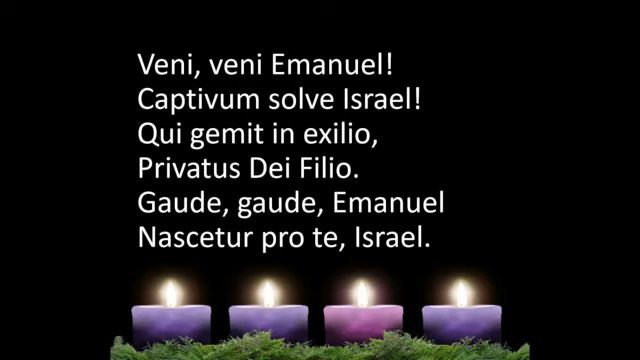 Veni, veni Emanuel!
Captivum solve Israel!
Qui gemit in exilio,
Privatus Dei Filio.
Gaude, gaude, Emanuel
Nascetur pro te, Israel.